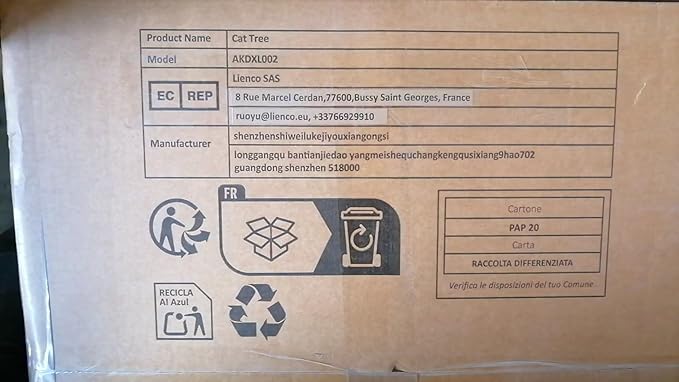 Product Name Cat Tree
Model AKDXL002
EC REP Lienco SAS
8 Rue Marcel Cerdan,77600,Bussy Saint Georges, France
ruoyu@lienco.eu, +33766929910
Manufacturer shenzhenshiweilukejiyouxiangongsi
longgangqu bantianjiedao yangmeishequchangkengqusixiang9hao702
guangdong shenzhen 518000
FR
Cartone
PAP 20
Carta
RACCOLTA DIFFERENZIATA
Verifica le disposizioni del tuo Comune
RECICLA
Al Azul